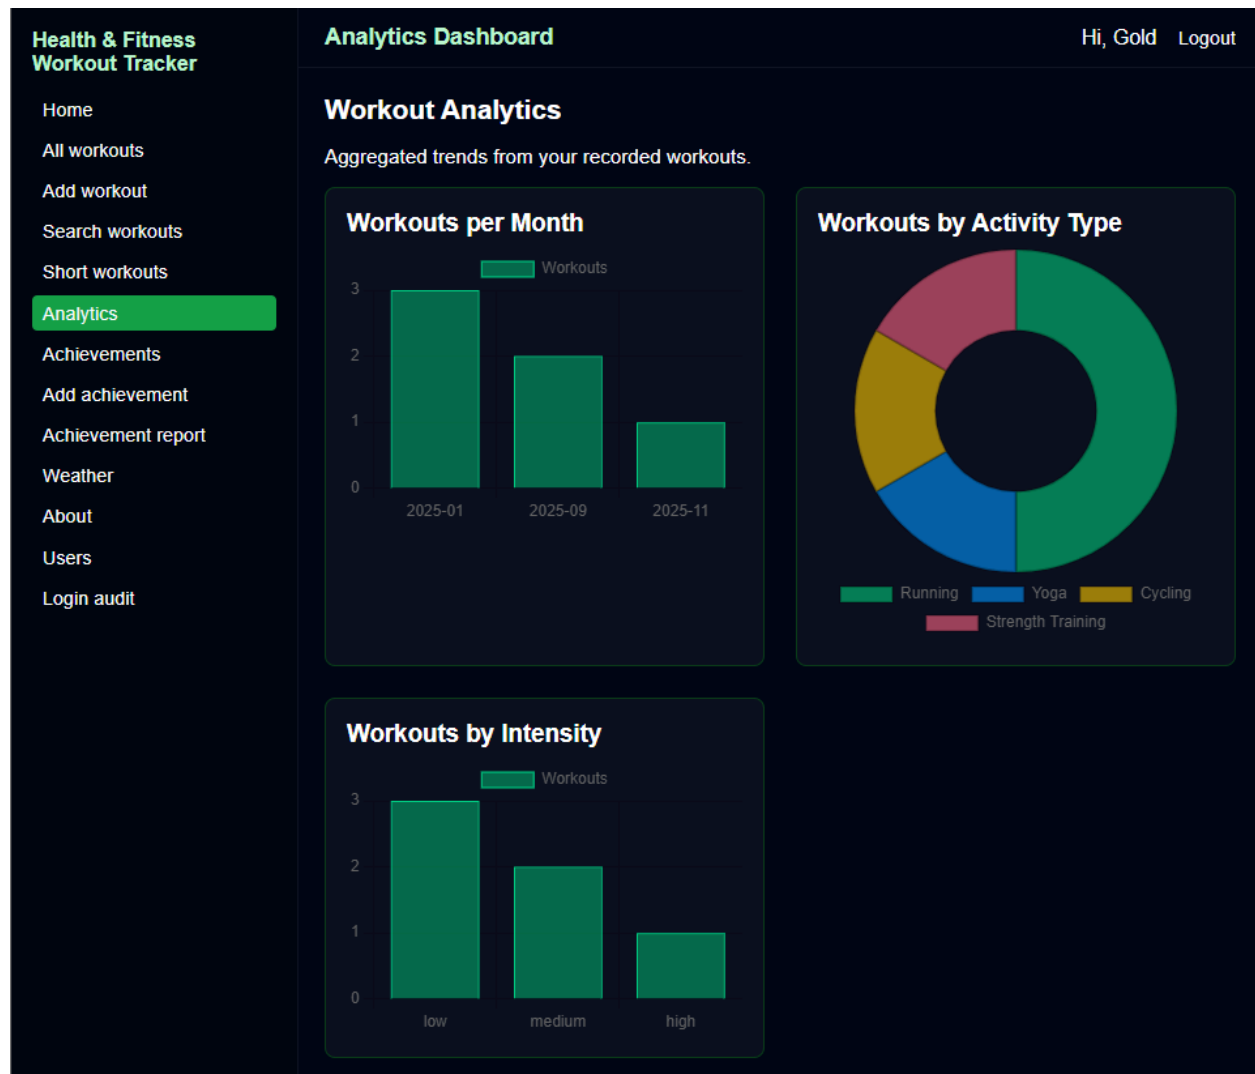 Health & Fitness
Workout Tracker
Home
All workouts
Add workout
Search workouts
Short workouts
Analytics
Achievements
Add achievement
Achievement report
Weather
About
Users
Login audit
Analytics Dashboard
Hi, Gold Logout
Workout Analytics
Aggregated trends from your recorded workouts.
Workouts per Month
Workouts
3
2
1
0
2025-01 2025-09 2025-11
Workouts by Activity Type
Running Yoga Cycling
Strength Training
Workouts by Intensity
Workouts
3
2
1
0
low medium high